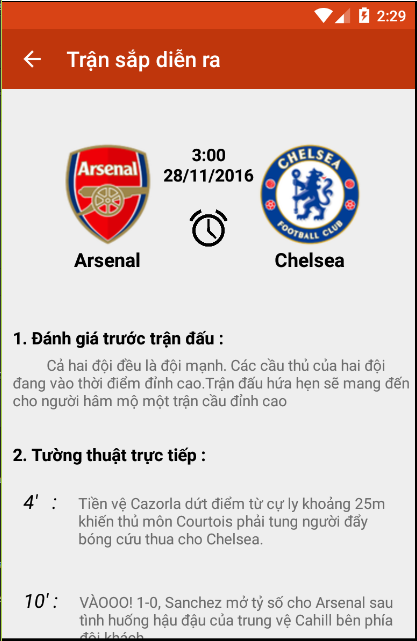 2:29
Trận sắp diễn ra
3:00
28/11/2016
Arsenal
CHELSEA
FOOTBALL CLUB
Arsenal
Chelsea
1. Đánh giá trước trận đấu :
Cả hai đội đều là đội mạnh. Các cầu thủ của hai đội
đang vào thời điểm đỉnh cao.Trận đấu hứa hẹn sẽ mang đến
cho người hâm mộ một trận cầu đỉnh cao
2. Tường thuật trực tiếp :
4' :
Tiền vệ Cazorla dứt điểm từ cự ly khoảng 25m
khiến thủ môn Courtois phải tung người đẩy
bóng cứu thua cho Chelsea.
10' :
VÀOOO! 1-0, Sanchez mở tỷ số cho Arsenal sau
tình huống hậu đậu của trung vệ Cahill bên phía
đội khách